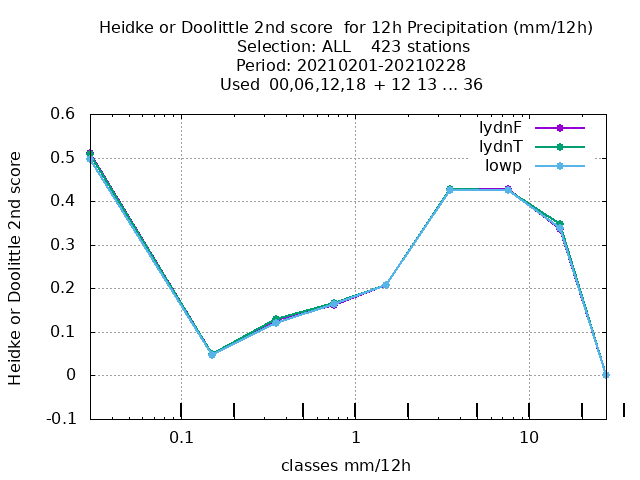 Heidke or Doolittle 2nd score  for 12h Precipitation (mm/12h)
Selection: ALL    423 stations
Period: 20210201-20210228
Used  00,06,12,18  + 12 13 ... 36
lydnF
lydnT
lowp
0.6
0.5
0.4
0.3
0.2
0.1
0
-0.1
Heidke or Doolittle 2nd score
0.1
1
10
classes mm/12h